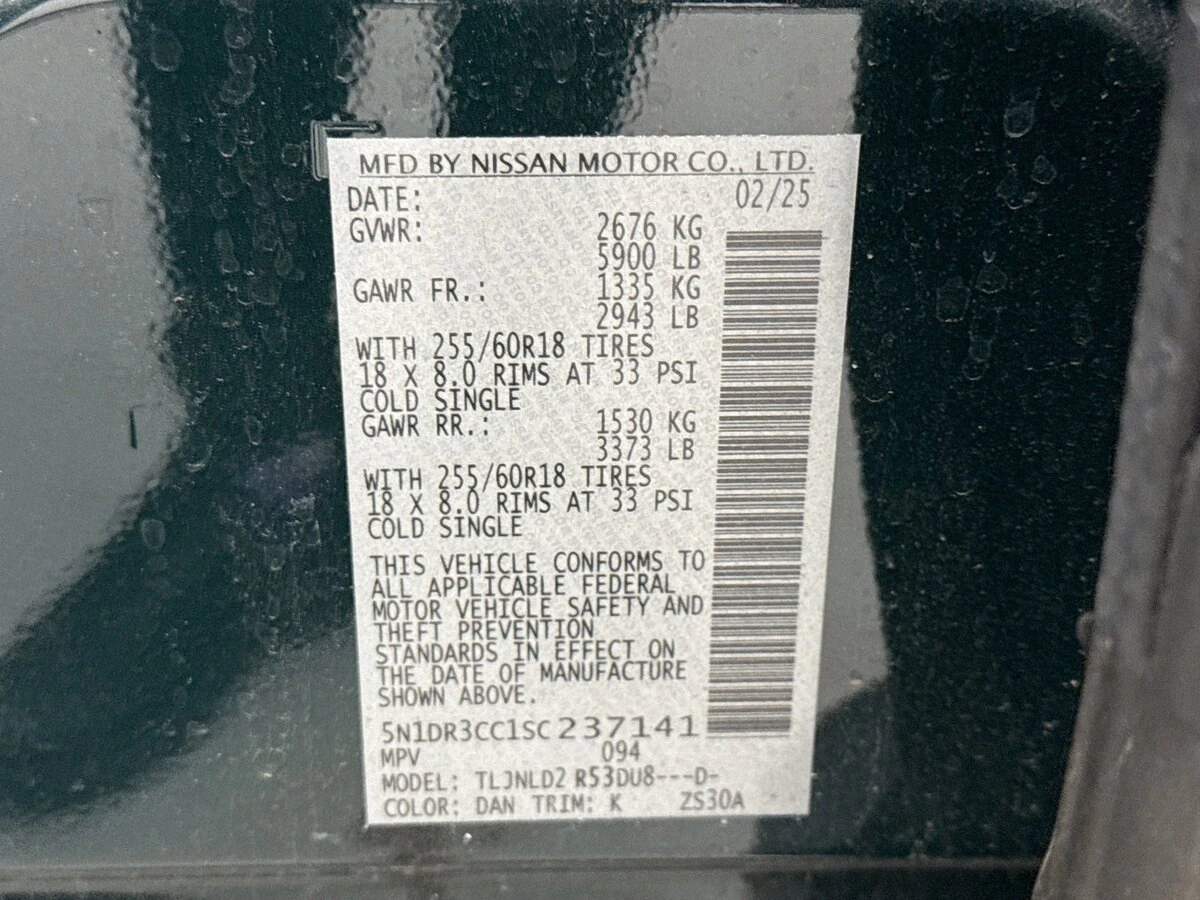 MFD BY NISSAN MOTOR CO., LTD.
DATE: 02/25
GVWR: 2676 KG
5900 LB
GAWR FR.: 1335 KG
2943 LB
WITH 255/60R18 TIRES
18 X 8.0 RIMS AT 33 PSI
COLD SINGLE
GAWR RR.: 1530 KG
3373 LB
WITH 255/60R18 TIRES
18 X 8.0 RIMS AT 33 PSI
COLD SINGLE
THIS VEHICLE CONFORMS TO
ALL APPLICABLE FEDERAL
MOTOR VEHICLE SAFETY AND
THEFT PREVENTION
STANDARDS IN EFFECT ON
THE DATE OF MANUFACTURE
SHOWN ABOVE.
5N1DR3CC1SC237141
MPV 094
MODEL: TLJNLD2 R53DU8---D-
COLOR: DAN TRIM: K ZS30A